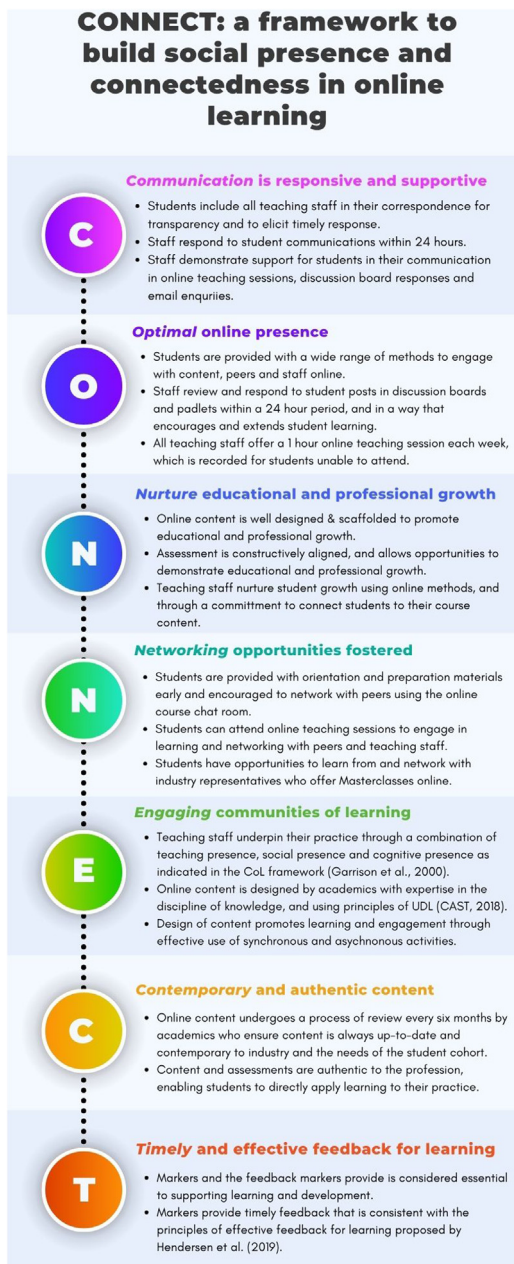 CONNECT: a framework to
build social presence and
connectedness in online
learning
C
Communication is responsive and supportive
• Students include all teaching staff in their correspondence for
transparency and to elicit timely response.
• Staff respond to student communications within 24 hours.
• Staff demonstrate support for students in their communication
in online teaching sessions, discussion board responses and
email enqruiies.
O
Optimal online presence
• Students are provided with a wide range of methods to engage
with content, peers and staff online.
• Staff review and respond to student posts in discussion boards
and padlets within a 24 hour period, and in a way that
encourages and extends student learning.
• All teaching staff offer a 1 hour online teaching session each week,
which is recorded for students unable to attend.
N
Nurture educational and professional growth
• Online content is well designed & scaffolded to promote
educational and professional growth.
• Assessment is constructively aligned, and allows opportunities to
demonstrate educational and professional growth.
• Teaching staff nurture student growth using online methods, and
through a commitment to connect students to their course
content.
N
Networking opportunities fostered
• Students are provided with orientation and preparation materials
early and encouraged to network with peers using the online
course chat room.
• Students can attend online teaching sessions to engage in
learning and networking with peers and teaching staff.
• Students have opportunities to learn from and network with
industry representatives who offer Masterclasses online.
E
Engaging communities of learning
• Teaching staff underpin their practice through a combination of
teaching presence, social presence and cognitive presence as
indicated in the CoL framework (Garrison et al., 2000).
• Online content is designed by academics with expertise in the
discipline of knowledge, and using principles of UDL (CAST, 2018).
• Design of content promotes learning and engagement through
effective use of synchronous and asychnonous activities.
C
Contemporary and authentic content
• Online content undergoes a process of review every six months by
academics who ensure content is always up-to-date and
contemporary to industry and the needs of the student cohort.
• Content and assessments are authentic to the profession,
enabling students to directly apply learning to their practice.
T
Timely and effective feedback for learning
• Markers and the feedback markers provide is considered essential
to supporting learning and development.
• Markers provide timely feedback that is consistent with the
principles of effective feedback for learning proposed by
Hendersen et al. (2019).